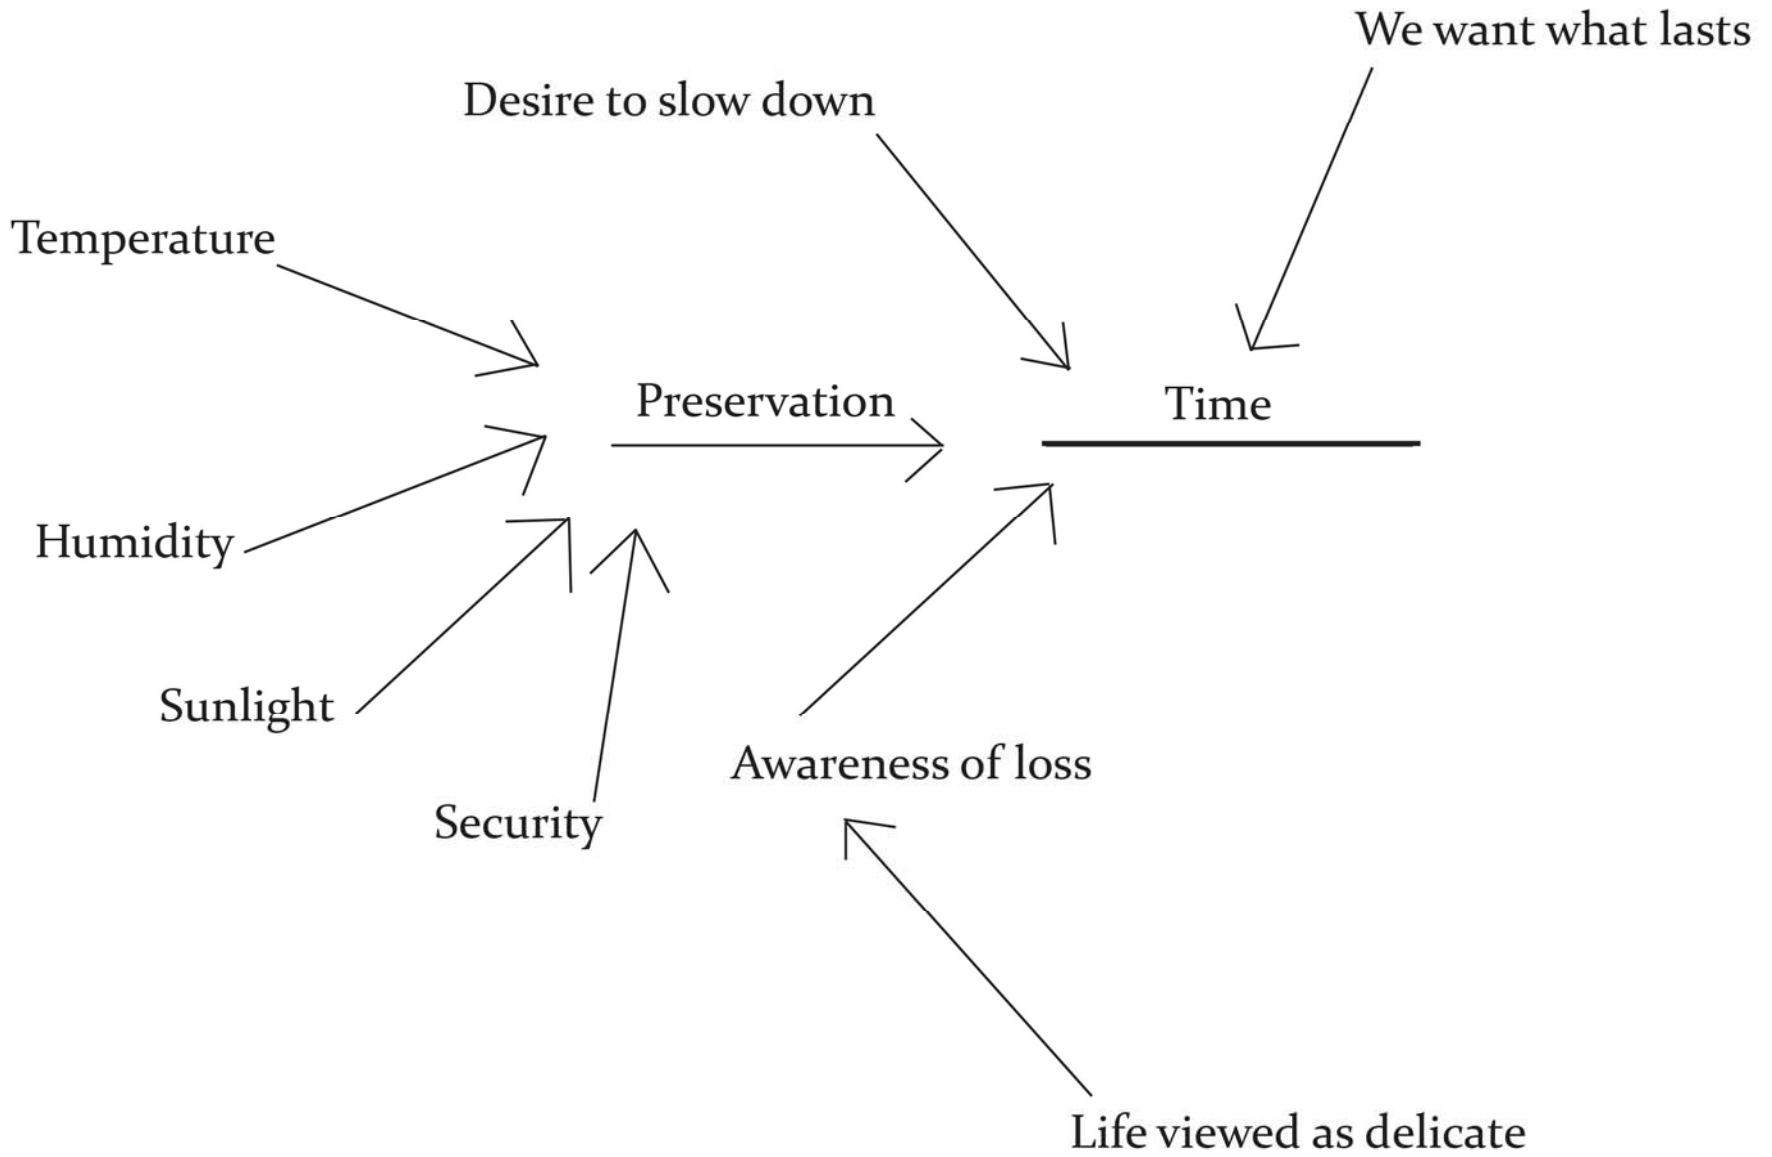 We want what lasts
Desire to slow down
Temperature
Preservation
Time
Humidity
Sunlight
Awareness of loss
Security
Life viewed as delicate